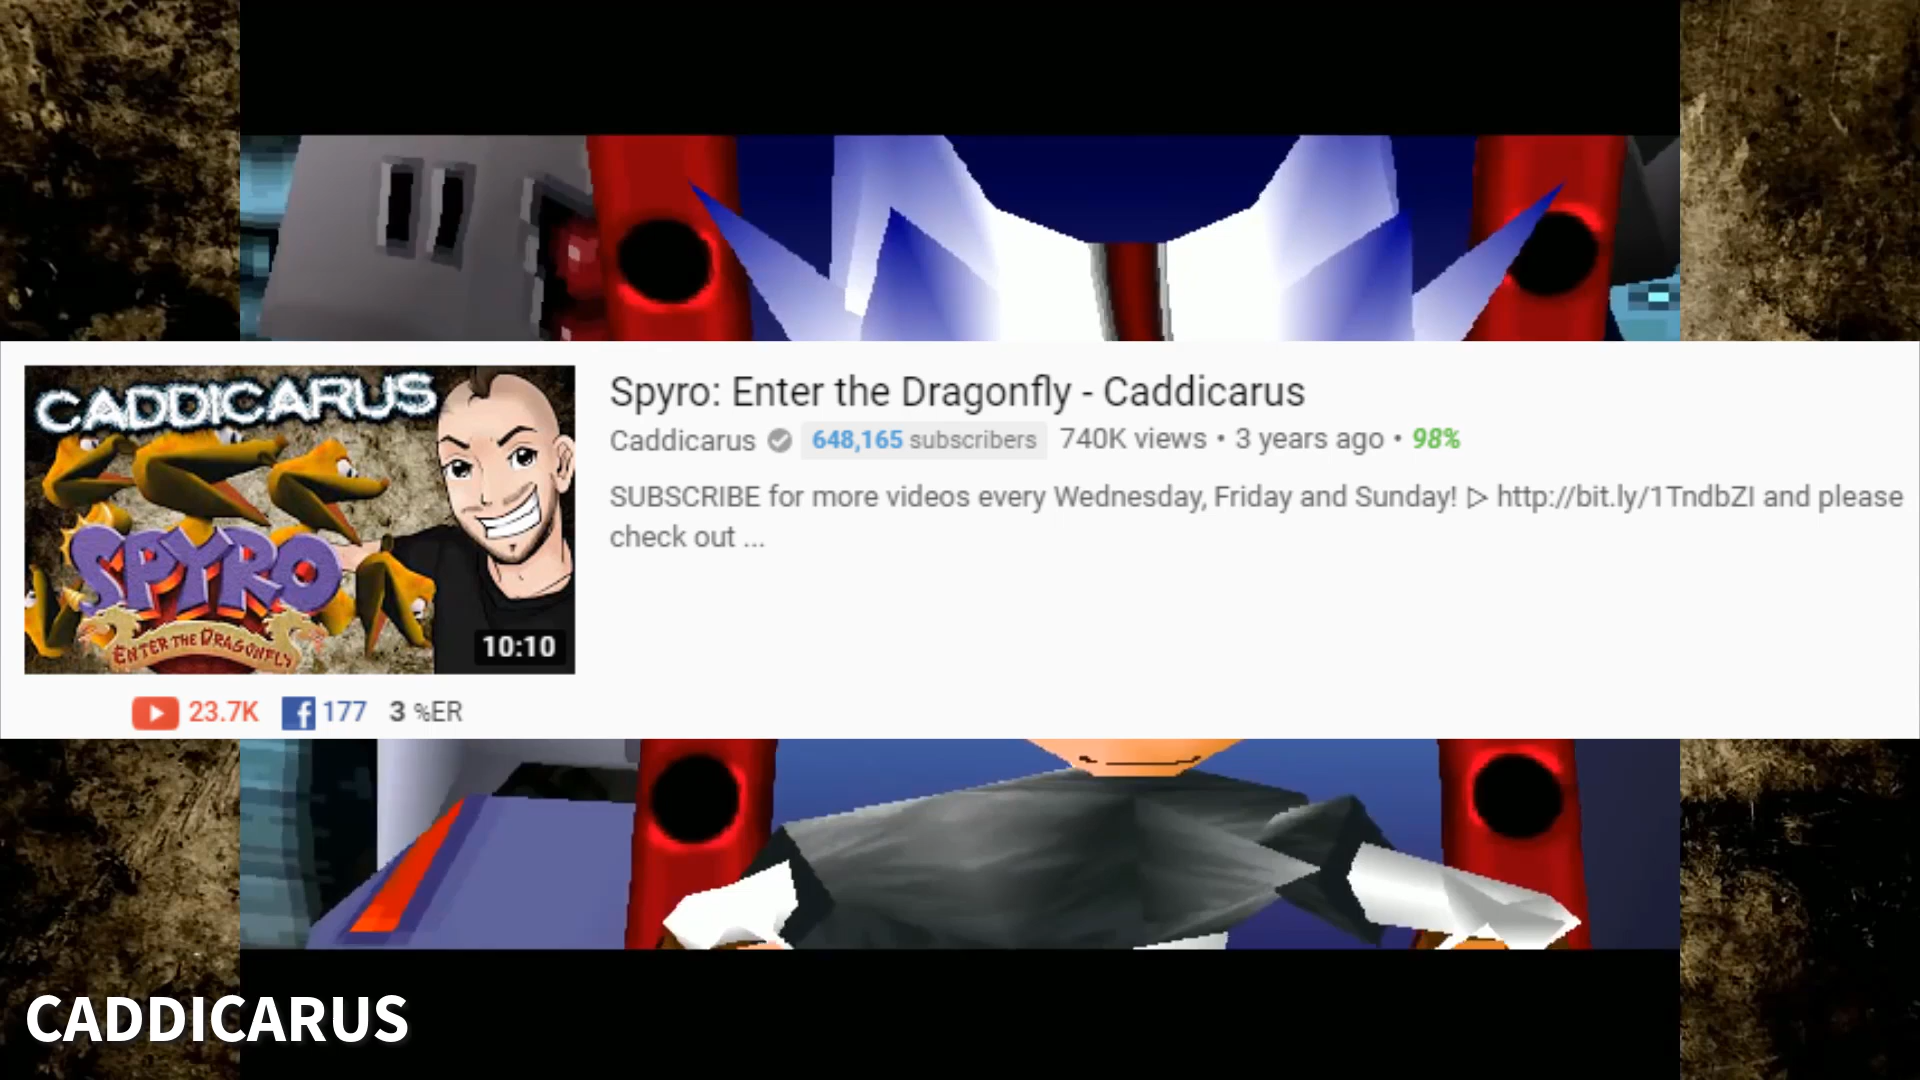 CADDICARUS
SPYRO
ENTER THE DRAGONFLY
10:10
23.7K 177 3 %ER
Spyro: Enter the Dragonfly - Caddicarus
Caddicarus 648,165 subscribers 740K views • 3 years ago • 98%
SUBSCRIBE for more videos every Wednesday, Friday and Sunday! ▷ http://bit.ly/1TndbZI and please
check out ...
CADDICARUS